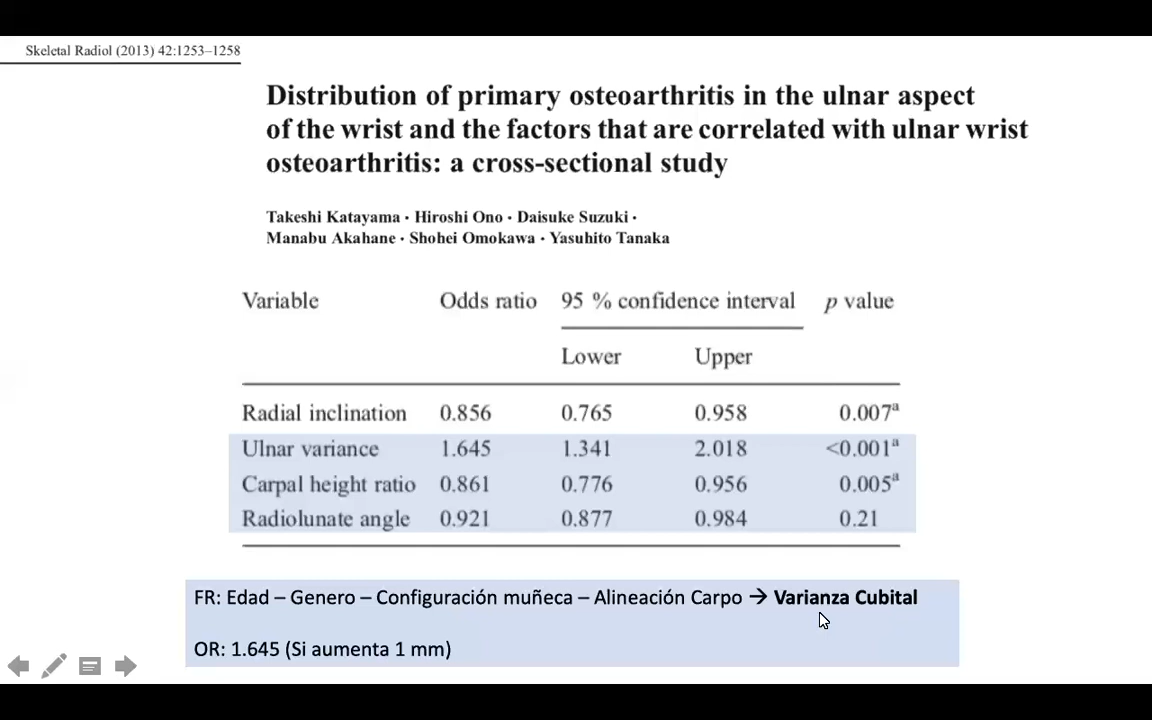 Skeletal Radiol (2013) 42:1253–1258
Distribution of primary osteoarthritis in the ulnar aspect
of the wrist and the factors that are correlated with ulnar wrist
osteoarthritis: a cross-sectional study
Takeshi Katayama · Hiroshi Ono · Daisuke Suzuki ·
Manabu Akahane · Shohei Omokawa · Yasuhito Tanaka
Variable Odds ratio 95 % confidence interval p value
Lower Upper
Radial inclination 0.856 0.765 0.958 0.007ª
Ulnar variance 1.645 1.341 2.018 <0.001ª
Carpal height ratio 0.861 0.776 0.956 0.005ª
Radiolunate angle 0.921 0.877 0.984 0.21
FR: Edad – Genero – Configuración muñeca – Alineación Carpo → Varianza Cubital
OR: 1.645 (Si aumenta 1 mm)